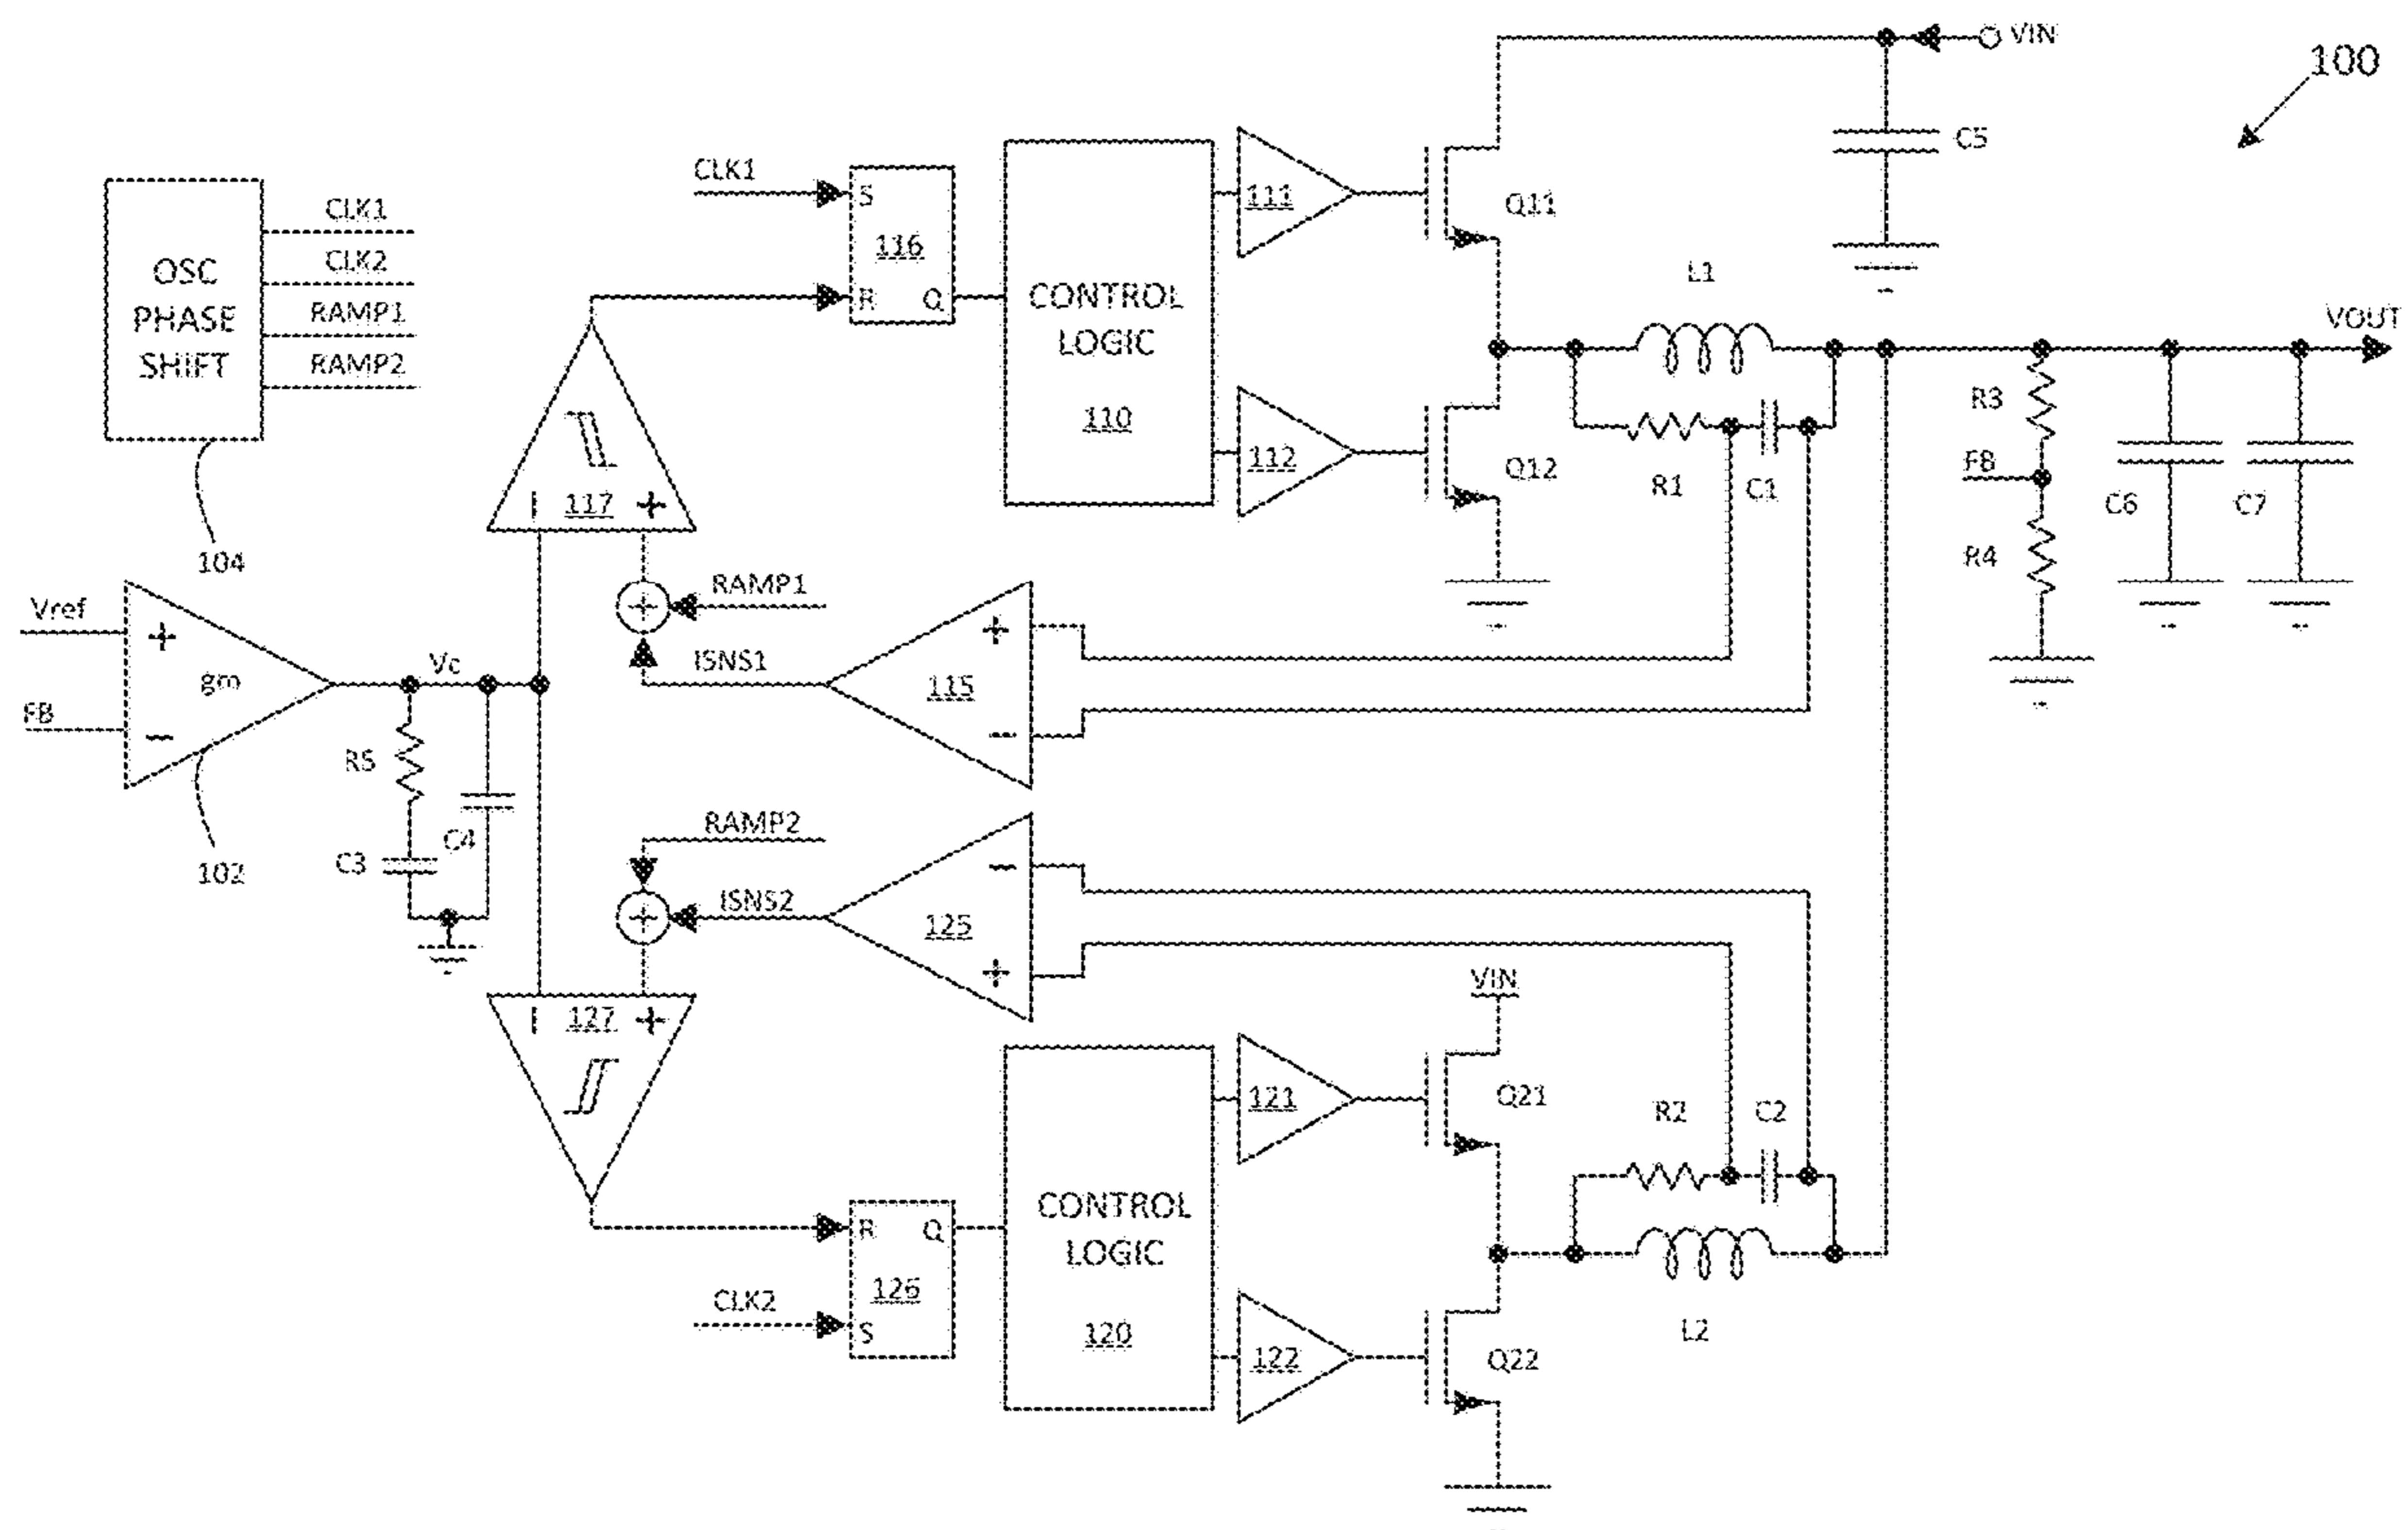 VIN
100
C5
CLK1
S
116
R
Q
111
Q11
CLK1
CLK2
RAMP1
RAMP2
OSC
PHASE
SHIFT
104
CONTROL
LOGIC
110
L1
VOUT
112
Q12
R1
C1
R3
FB
R4
C6
C7
117
− +
RAMP1
ISNS1
+
115
−
Vref
+
gm
FB
−
102
Vc
R5
C3
C4
RAMP2
ISNS2
−
125
+
127
− +
VIN
121
Q21
R2
C2
CONTROL
LOGIC
120
R
Q
126
CLK2
S
122
Q22
L2